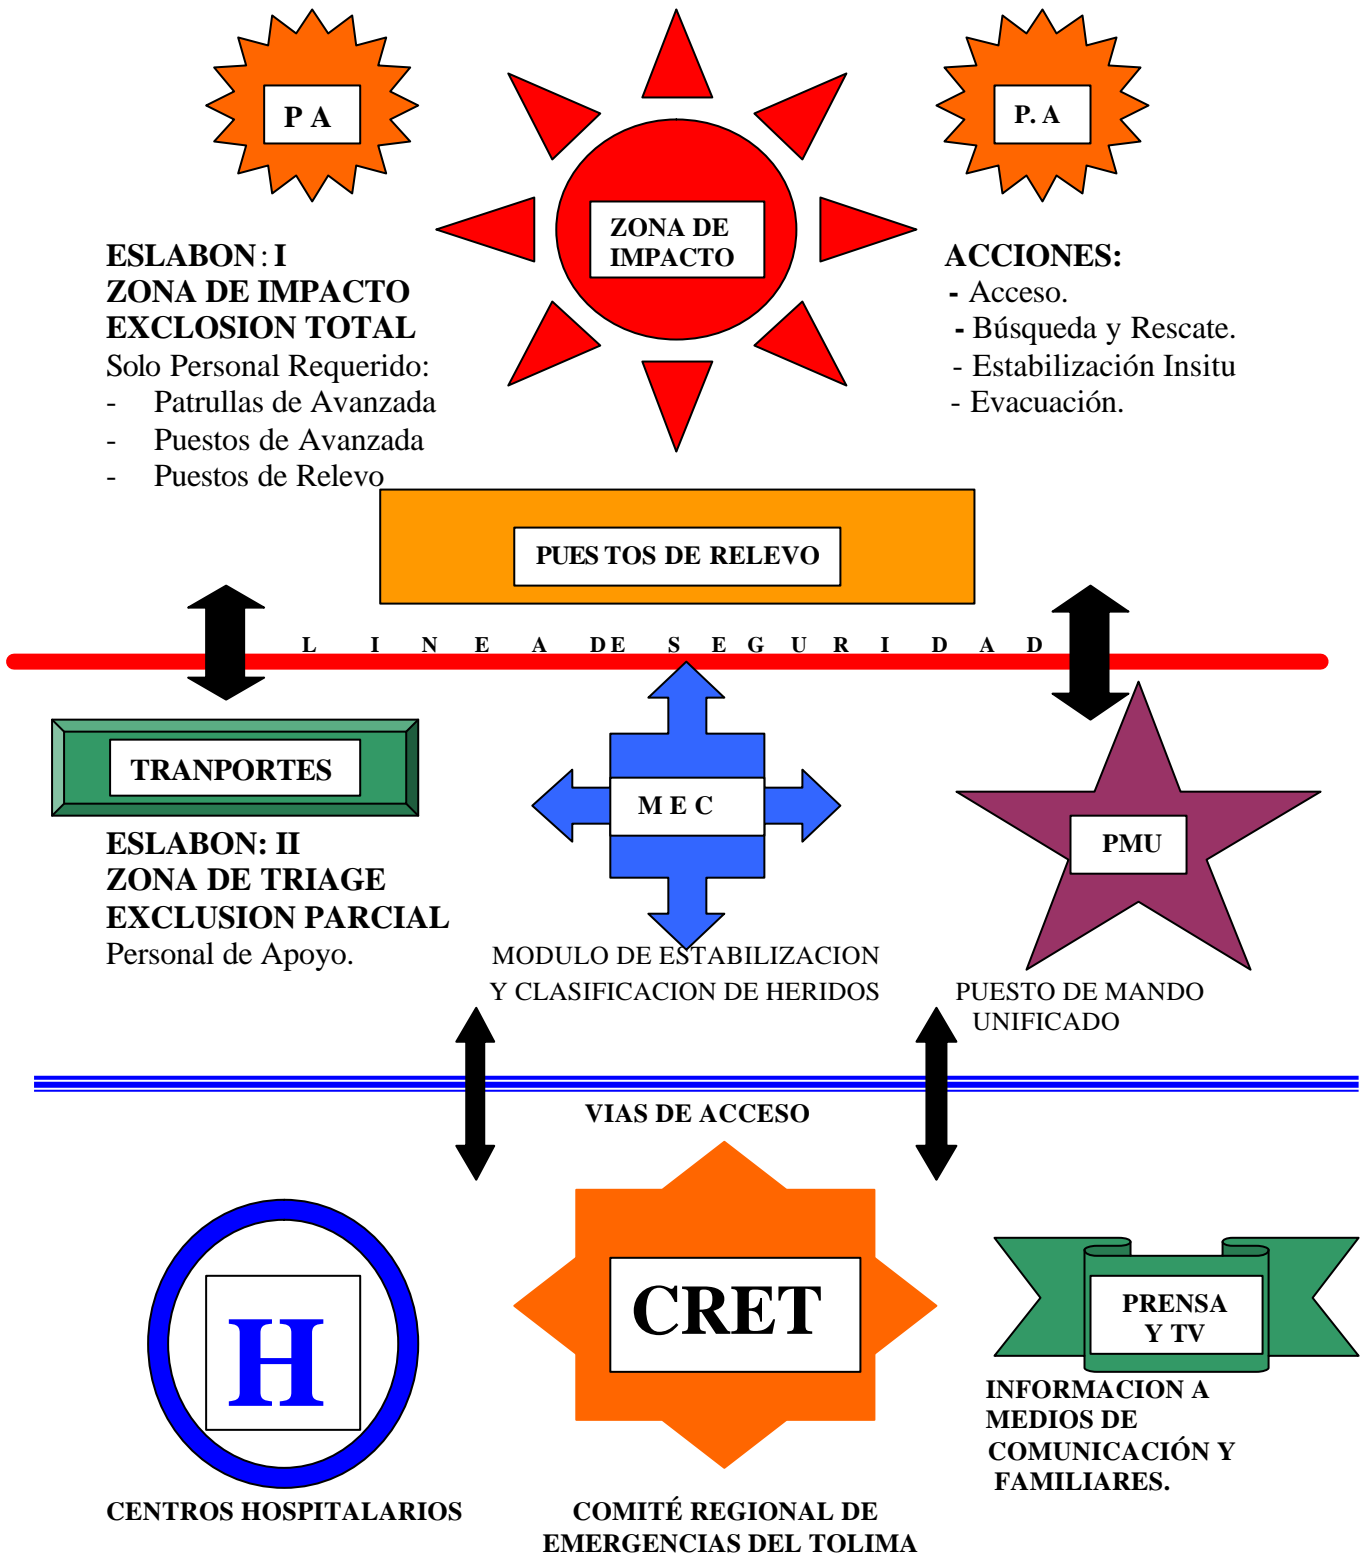 P A
P. A
ZONA DE
IMPACTO
ESLABON: I
ZONA DE IMPACTO
EXCLOSION TOTAL
Solo Personal Requerido:
- Patrullas de Avanzada
- Puestos de Avanzada
- Puestos de Relevo
ACCIONES:
- Acceso.
- Búsqueda y Rescate.
- Estabilización Insitu
- Evacuación.
PUESTOS DE RELEVO
L I N E A DE S E G U R I D A D
TRANPORTES
M E C
PMU
ESLABON: II
ZONA DE TRIAGE
EXCLUSION PARCIAL
Personal de Apoyo.
MODULO DE ESTABILIZACION
Y CLASIFICACION DE HERIDOS
PUESTO DE MANDO
UNIFICADO
VIAS DE ACCESO
H
CRET
PRENSA
Y TV
CENTROS HOSPITALARIOS
COMITÉ REGIONAL DE
EMERGENCIAS DEL TOLIMA
INFORMACION A
MEDIOS DE
COMUNICACIÓN Y
FAMILIARES.